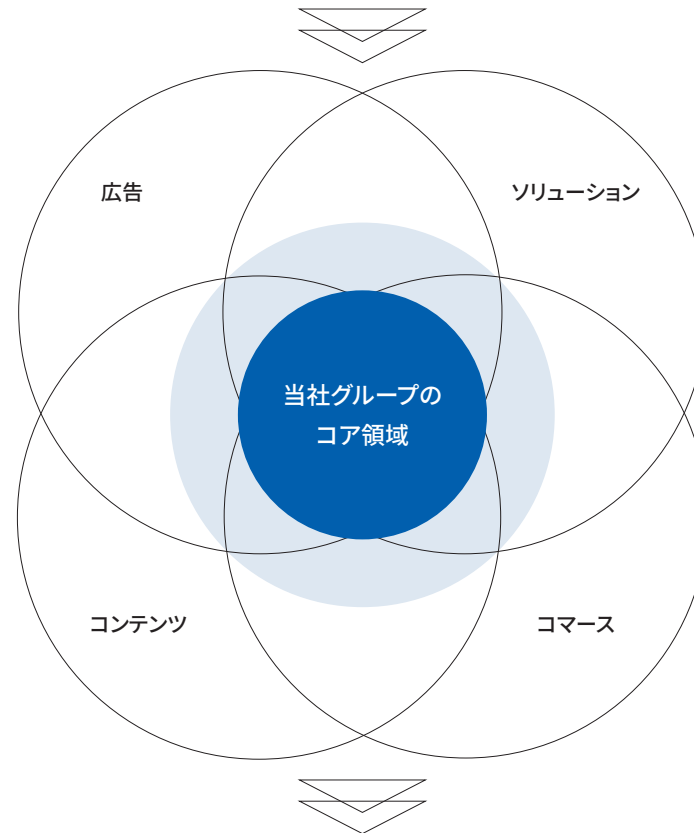 広告
ソリューション
当社グループの
コア領域
コンテンツ
コマース